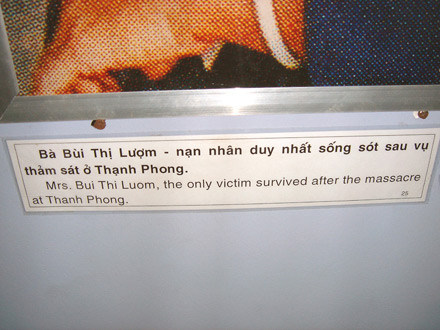 Bà Bùi Thị Lượm - nạn nhân duy nhất sống sót sau vụ
thảm sát ở Thạnh Phong.
Mrs. Bui Thi Luom, the only victim survived after the massacre
at Thanh Phong.
25